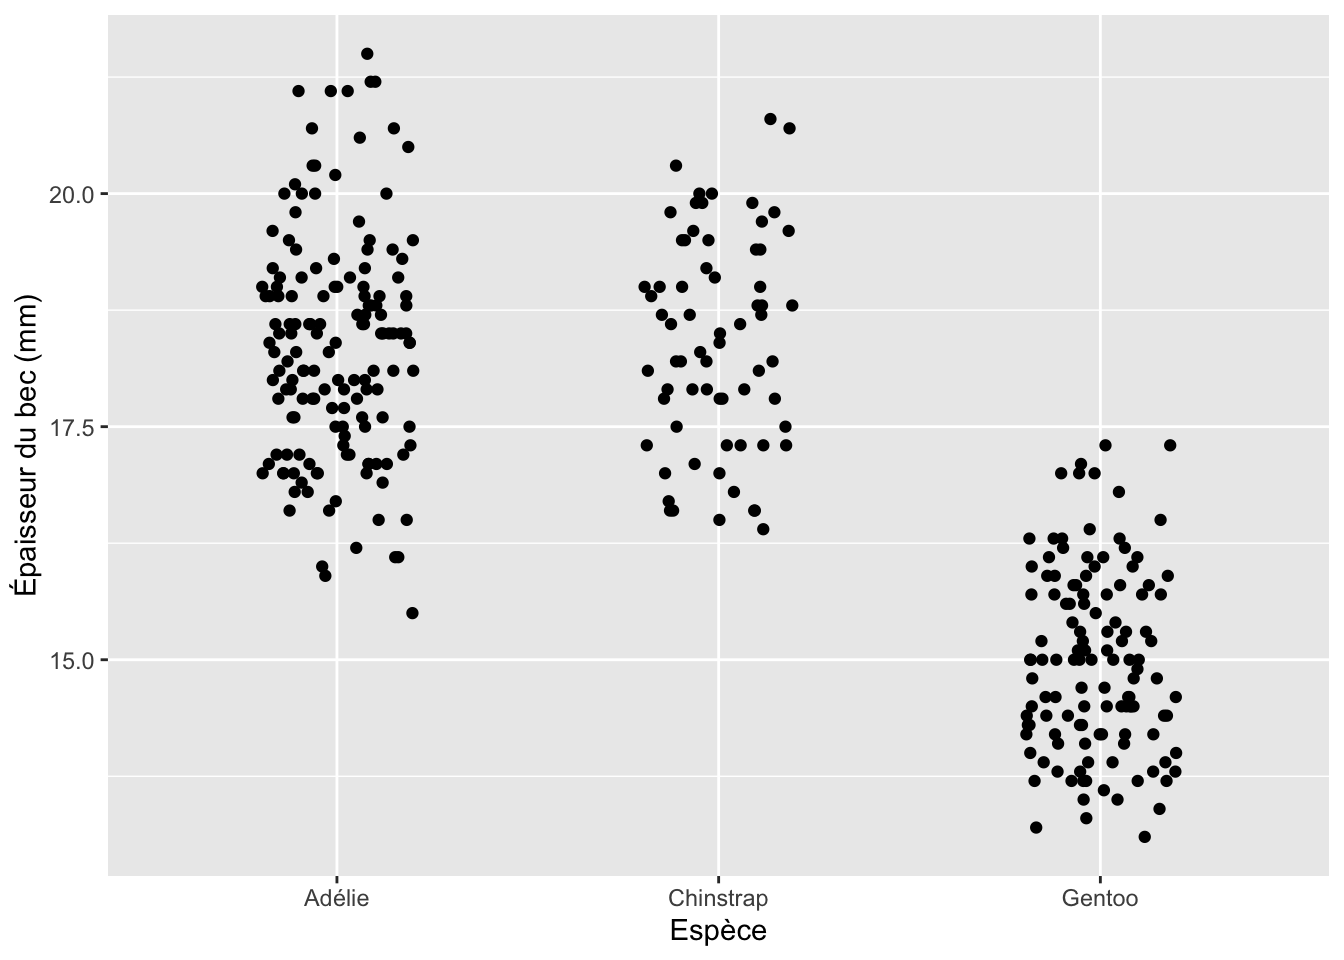 Épaisseur du bec (mm)
20.0
17.5
15.0
Adélie Chinstrap Gentoo
Espèce